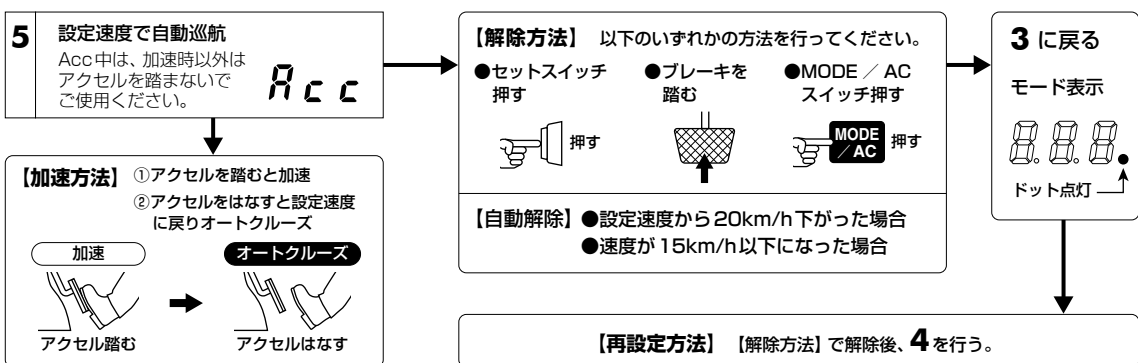 5 設定速度で自動巡航
Acc中は、加速時以外は
アクセルを踏まないで
ご使用ください。
Acc
【加速方法】 ①アクセルを踏むと加速
②アクセルをはなすと設定速度
に戻りオートクルーズ
加速
オートクルーズ
アクセル踏む
アクセルはなす
【解除方法】 以下のいずれかの方法を行ってください。
●セットスイッチ
押す
押す
●ブレーキを
踏む
●MODE ／ AC
スイッチ押す
MODE
／AC
押す
【自動解除】●設定速度から20km/h下がった場合
●速度が15km/h以下になった場合
3 に戻る
モード表示
8.8.8.
ドット点灯
【再設定方法】 【解除方法】で解除後、4を行う。